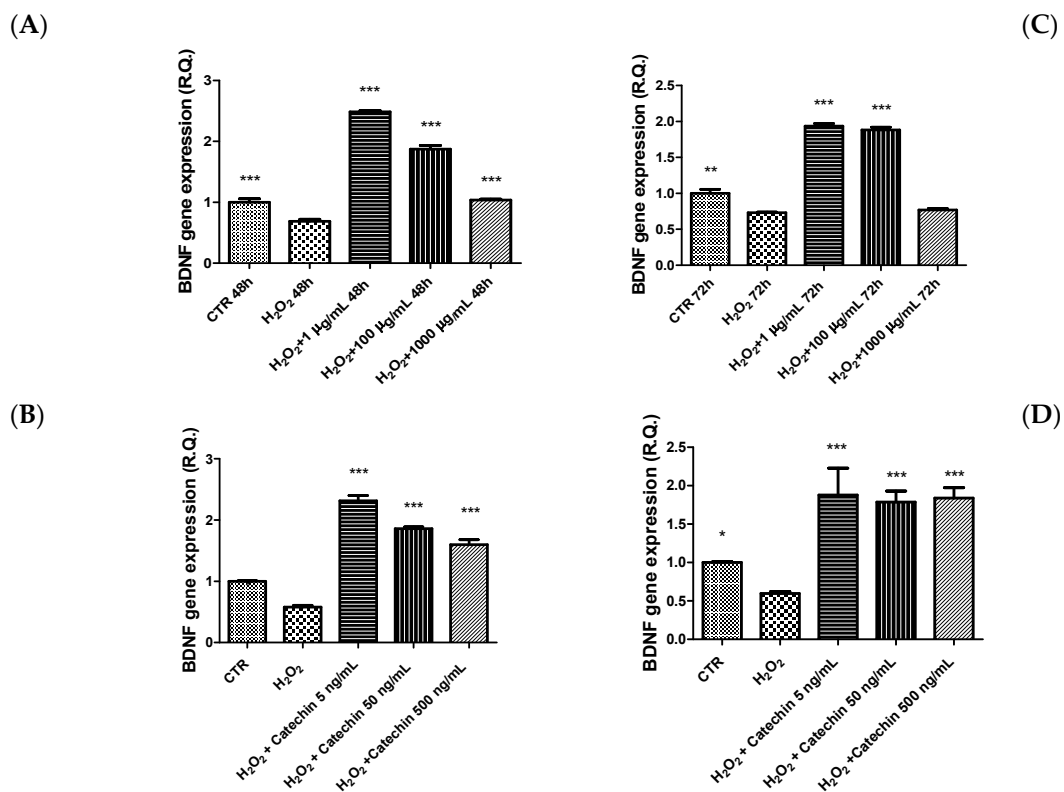 (A)
BDNF gene expression (R.Q.)
3
2
1
0
***
***
***
***
CTR 48h
H₂O₂ 48h
H₂O₂+1 µg/mL 48h
H₂O₂+100 µg/mL 48h
H₂O₂+1000 µg/mL 48h
(C)
BDNF gene expression (R.Q.)
2.5
2.0
1.5
1.0
0.5
0.0
**
***
***
CTR 72h
H₂O₂ 72h
H₂O₂+1 µg/mL 72h
H₂O₂+100 µg/mL 72h
H₂O₂+1000 µg/mL 72h
(B)
BDNF gene expression (R.Q.)
3
2
1
0
***
***
***
CTR
H₂O₂
H₂O₂ + Catechin 5 ng/mL
H₂O₂ + Catechin 50 ng/mL
H₂O₂ +Catechin 500 ng/mL
(D)
BDNF gene expression (R.Q.)
2.5
2.0
1.5
1.0
0.5
0.0
*
***
***
***
CTR
H₂O₂
H₂O₂ + Catechin 5 ng/mL
H₂O₂ + Catechin 50 ng/mL
H₂O₂ +Catechin 500 ng/mL